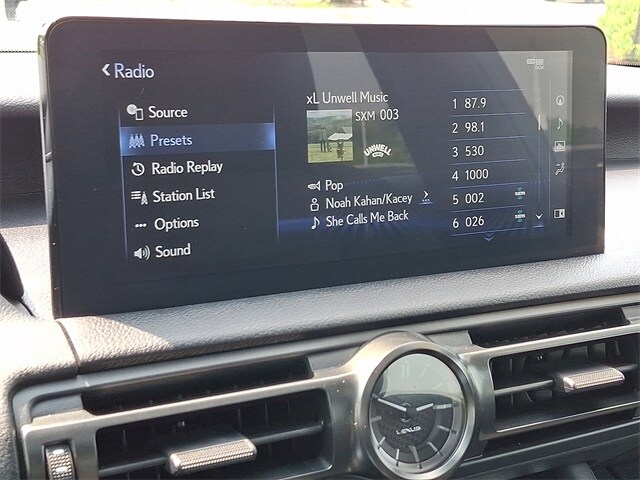 Radio
Source
Presets
Radio Replay
Station List
Options
Sound
xL Unwell Music
SXM 003
UNWELL
Pop
Noah Kahan/Kacey
She Calls Me Back
1 87.9
2 98.1
3 530
4 1000
5 002 sxm
6 026 sxm
LEXUS